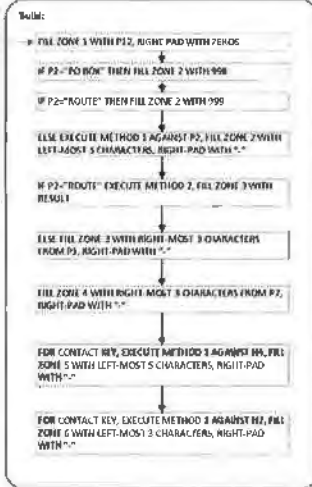 Build:
FILL ZONE 1 WITH P12, RIGHT PAD WITH ZEROS
IF P2="PO BOX" THEN FILL ZONE 2 WITH 998
IF P2="ROUTE" THEN FILL ZONE 2 WITH 999
ELSE EXECUTE METHOD 1 AGAINST P2, FILL ZONE 2 WITH
LEFT-MOST 5 CHARACTERS, RIGHT-PAD WITH "-"
IF P2="ROUTE" EXECUTE METHOD 2, FILL ZONE 3 WITH
RESULT
ELSE FILL ZONE 3 WITH RIGHT-MOST 3 CHARACTERS
FROM P1, RIGHT-PAD WITH "-"
FILL ZONE 4 WITH RIGHT-MOST 3 CHARACTERS FROM P7,
RIGHT-PAD WITH "-"
FOR CONTACT KEY, EXECUTE METHOD 1 AGAINST H4, FILL
ZONE 5 WITH LEFT-MOST 5 CHARACTERS, RIGHT-PAD
WITH "-"
FOR CONTACT KEY, EXECUTE METHOD 1 AGAINST H2, FILL
ZONE 6 WITH LEFT-MOST 3 CHARACTERS, RIGHT-PAD
WITH "-"